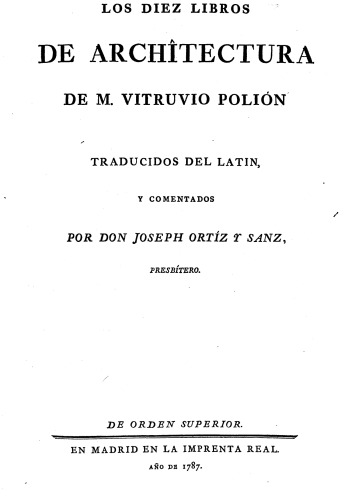 LOS DIEZ LIBROS
DE ARCHÎTECTURA
DE M. VITRUVIO POLIÓN
TRADUCIDOS DEL LATIN,
Y COMENTADOS
POR DON JOSEPH ORTÍZ Y SANZ,
PRESBÍTERO.
DE ORDEN SUPERIOR.
EN MADRID EN LA IMPRENTA REAL.
AÑO DE 1787.